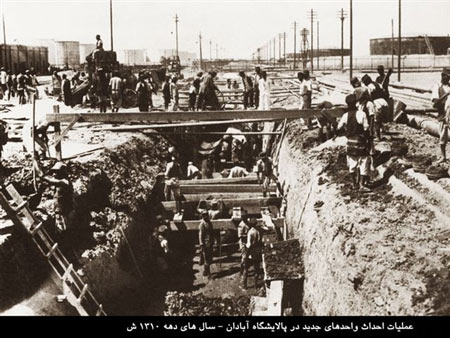 عملیات احداث واحدهای جدید در پالایشگاه آبادان - سال های دهه ۱۳۱۰ ش